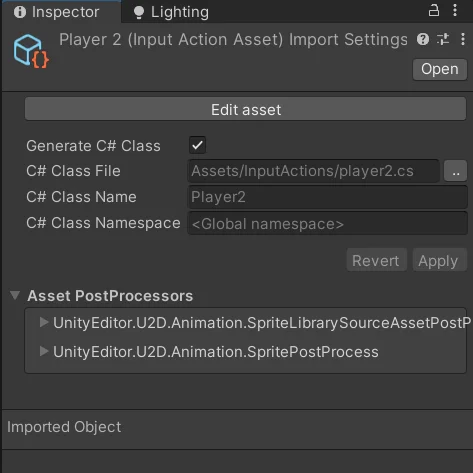 Inspector Lighting
Player 2 (Input Action Asset) Import Settings
Open
Edit asset
Generate C# Class
C# Class File Assets/InputActions/player2.cs ..
C# Class Name Player2
C# Class Namespace <Global namespace>
Revert Apply
Asset PostProcessors
UnityEditor.U2D.Animation.SpriteLibrarySourceAssetPostP
UnityEditor.U2D.Animation.SpritePostProcess
Imported Object